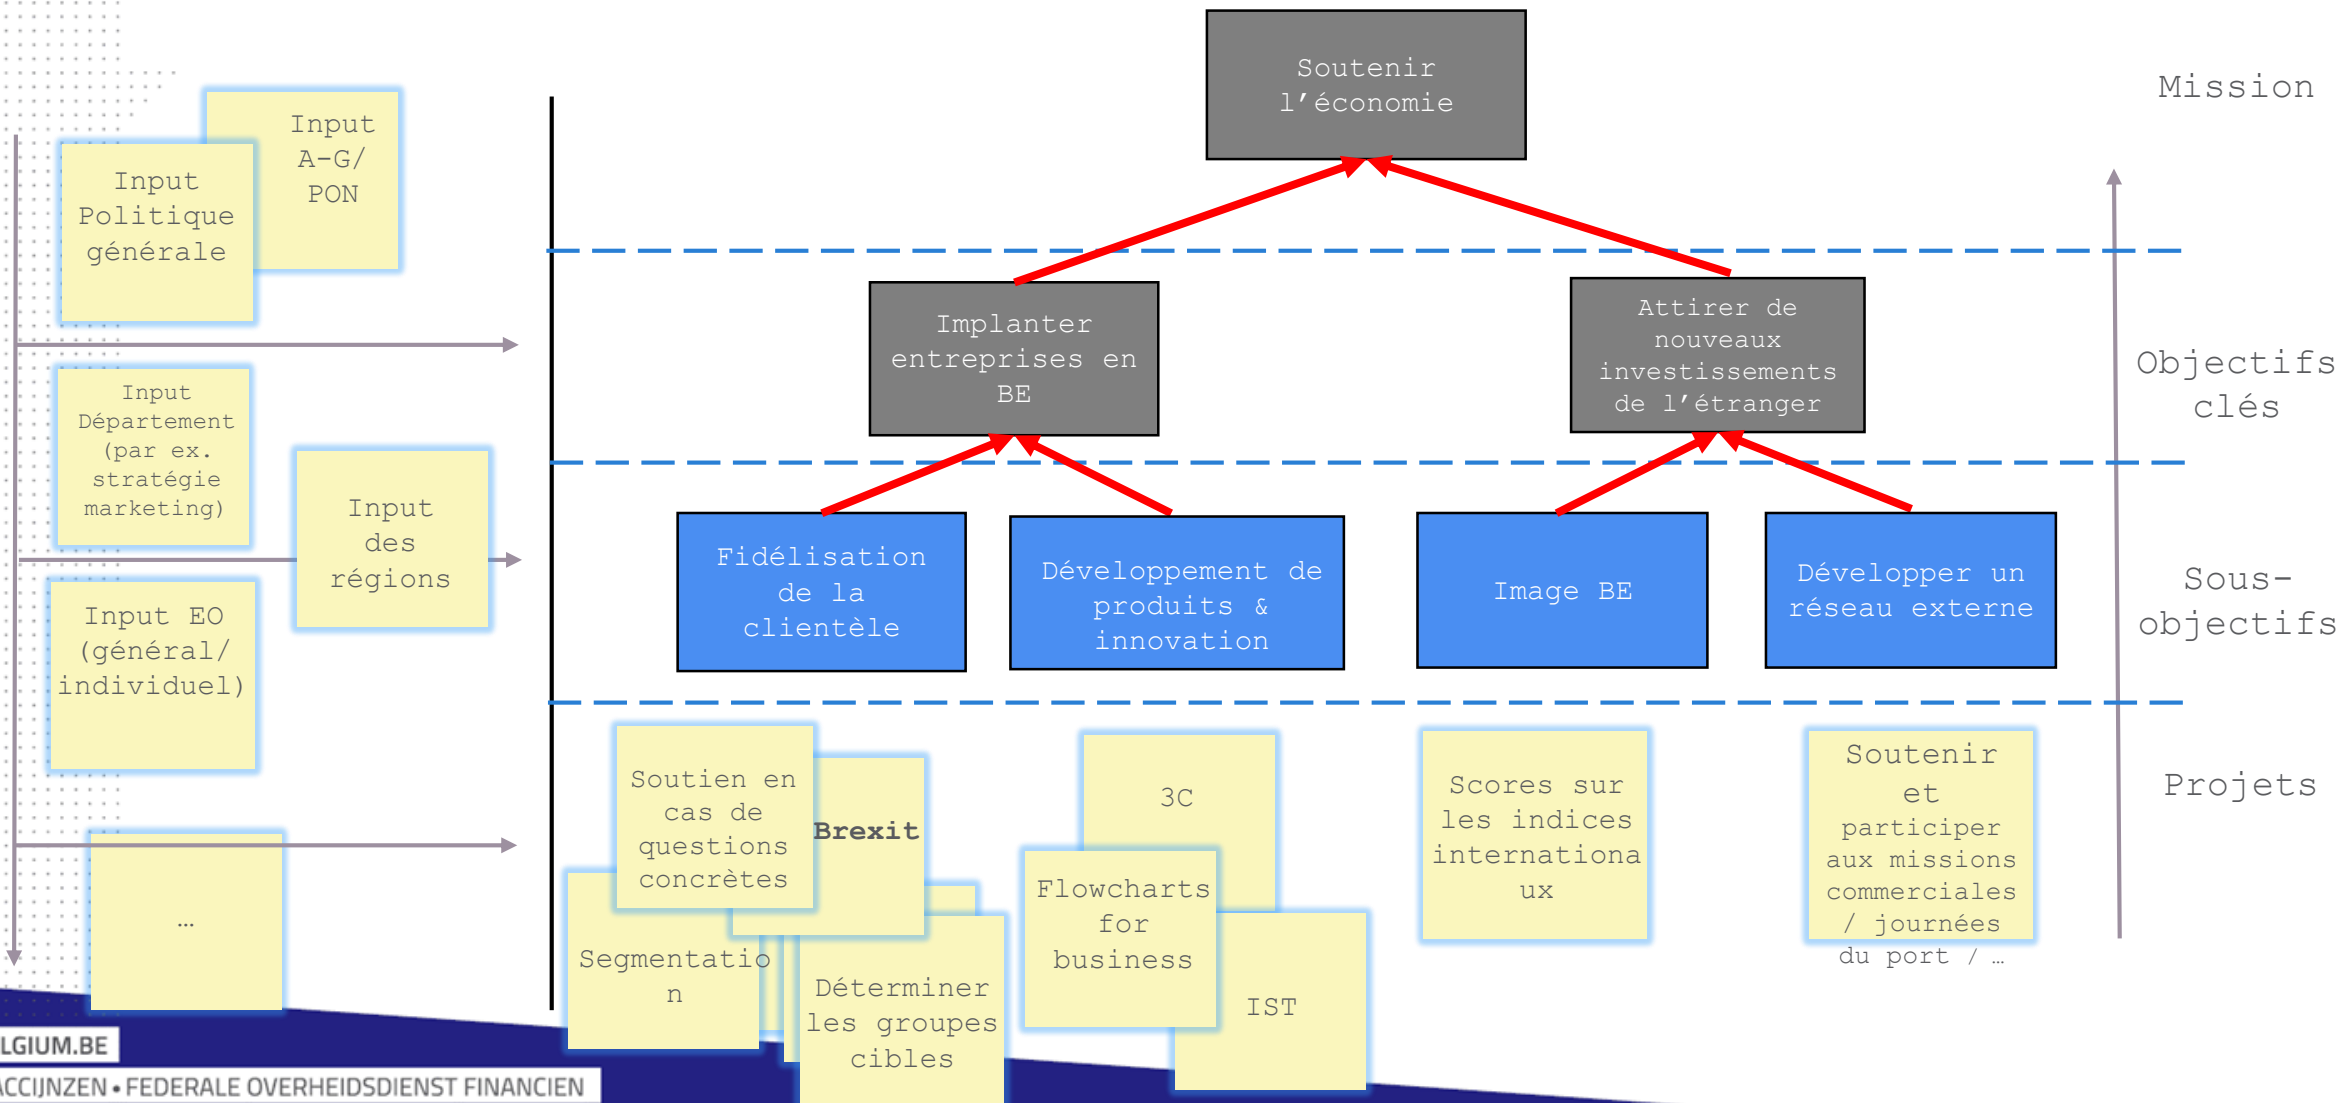 Soutenir
l’économie
Mission
Input
A-G/
PON
Input
Politique
générale
Implanter
entreprises en
BE
Attirer de
nouveaux
investissements
de l’étranger
Objectifs
clés
Input
Département
(par ex.
stratégie
marketing)
Input
des
régions
Fidélisation
de la
clientèle
Développement de
produits &
innovation
Image BE
Développer un
réseau externe
Sous-
objectifs
Input EO
(général/
individuel)
Soutien en
cas de
questions
concrètes
Brexit
Segmentatio
n
Déterminer
les groupes
cibles
3C
Flowcharts
for
business
IST
Scores sur
les indices
internationa
ux
Soutenir
et
participer
aux missions
commerciales
/ journées
du port / …
Projets
…
LGIUM.BE
ACCIJNZEN • FEDERALE OVERHEIDSDIENST FINANCIEN